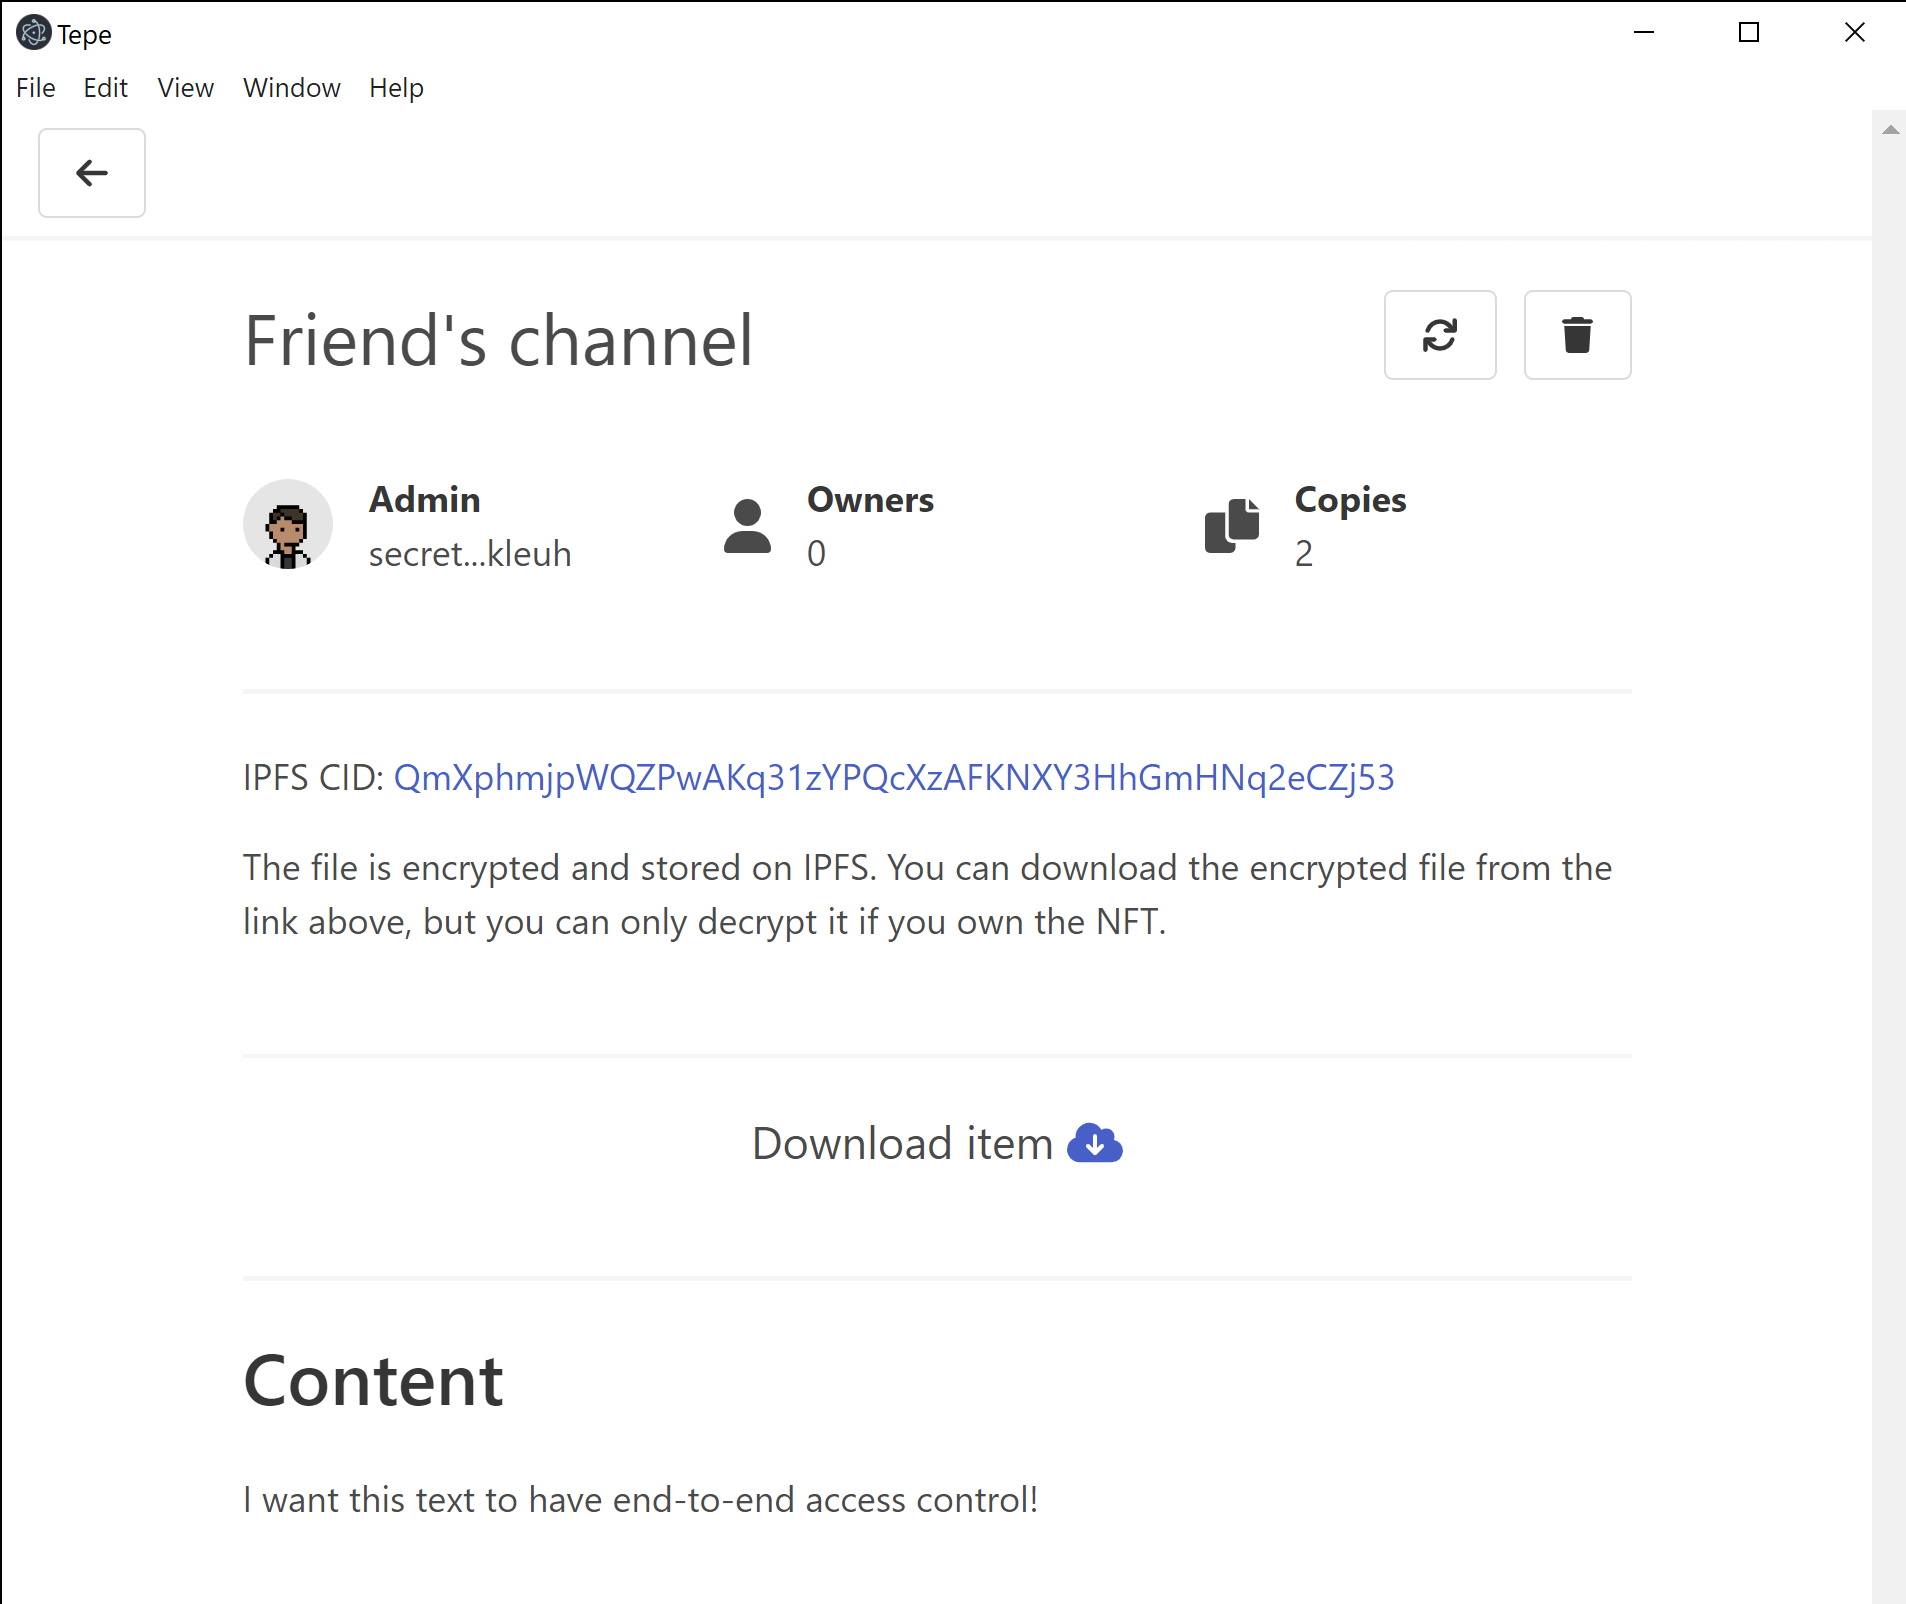 Tepe
File Edit View Window Help
Friend's channel
Admin
secret...kleuh
Owners
0
Copies
2
IPFS CID: QmXphmjpWQZPwAKq31zYPQcXzAFKNXY3HhGmHNq2eCZj53
The file is encrypted and stored on IPFS. You can download the encrypted file from the
link above, but you can only decrypt it if you own the NFT.
Download item
Content
I want this text to have end-to-end access control!